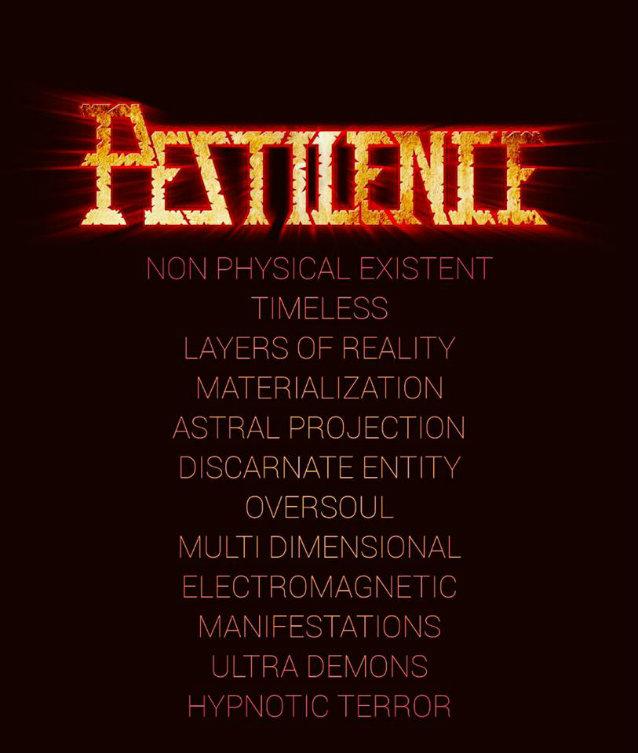 PESTILENCE
NON PHYSICAL EXISTENT
TIMELESS
LAYERS OF REALITY
MATERIALIZATION
ASTRAL PROJECTION
DISCARNATE ENTITY
OVERSOUL
MULTI DIMENSIONAL
ELECTROMAGNETIC
MANIFESTATIONS
ULTRA DEMONS
HYPNOTIC TERROR